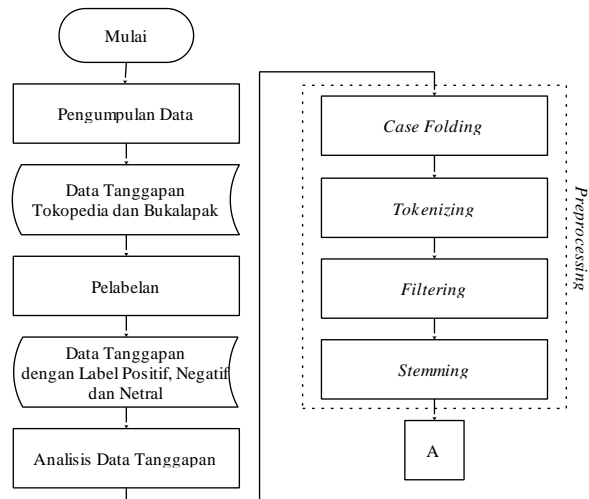 Mulai
Pengumpulan Data
Data Tanggapan
Tokopedia dan Bukalapak
Pelabelan
Data Tanggapan
dengan Label Positif, Negatif
dan Netral
Analisis Data Tanggapan
Case Folding
Tokenizing
Filtering
Stemming
Preprocessing
A